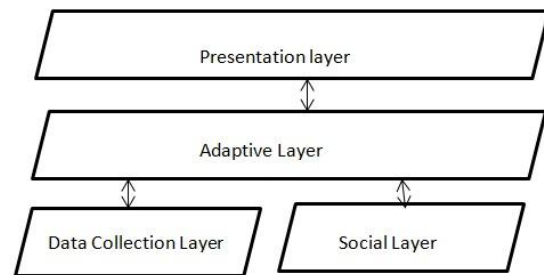 Presentation layer
Adaptive Layer
Data Collection Layer
Social Layer